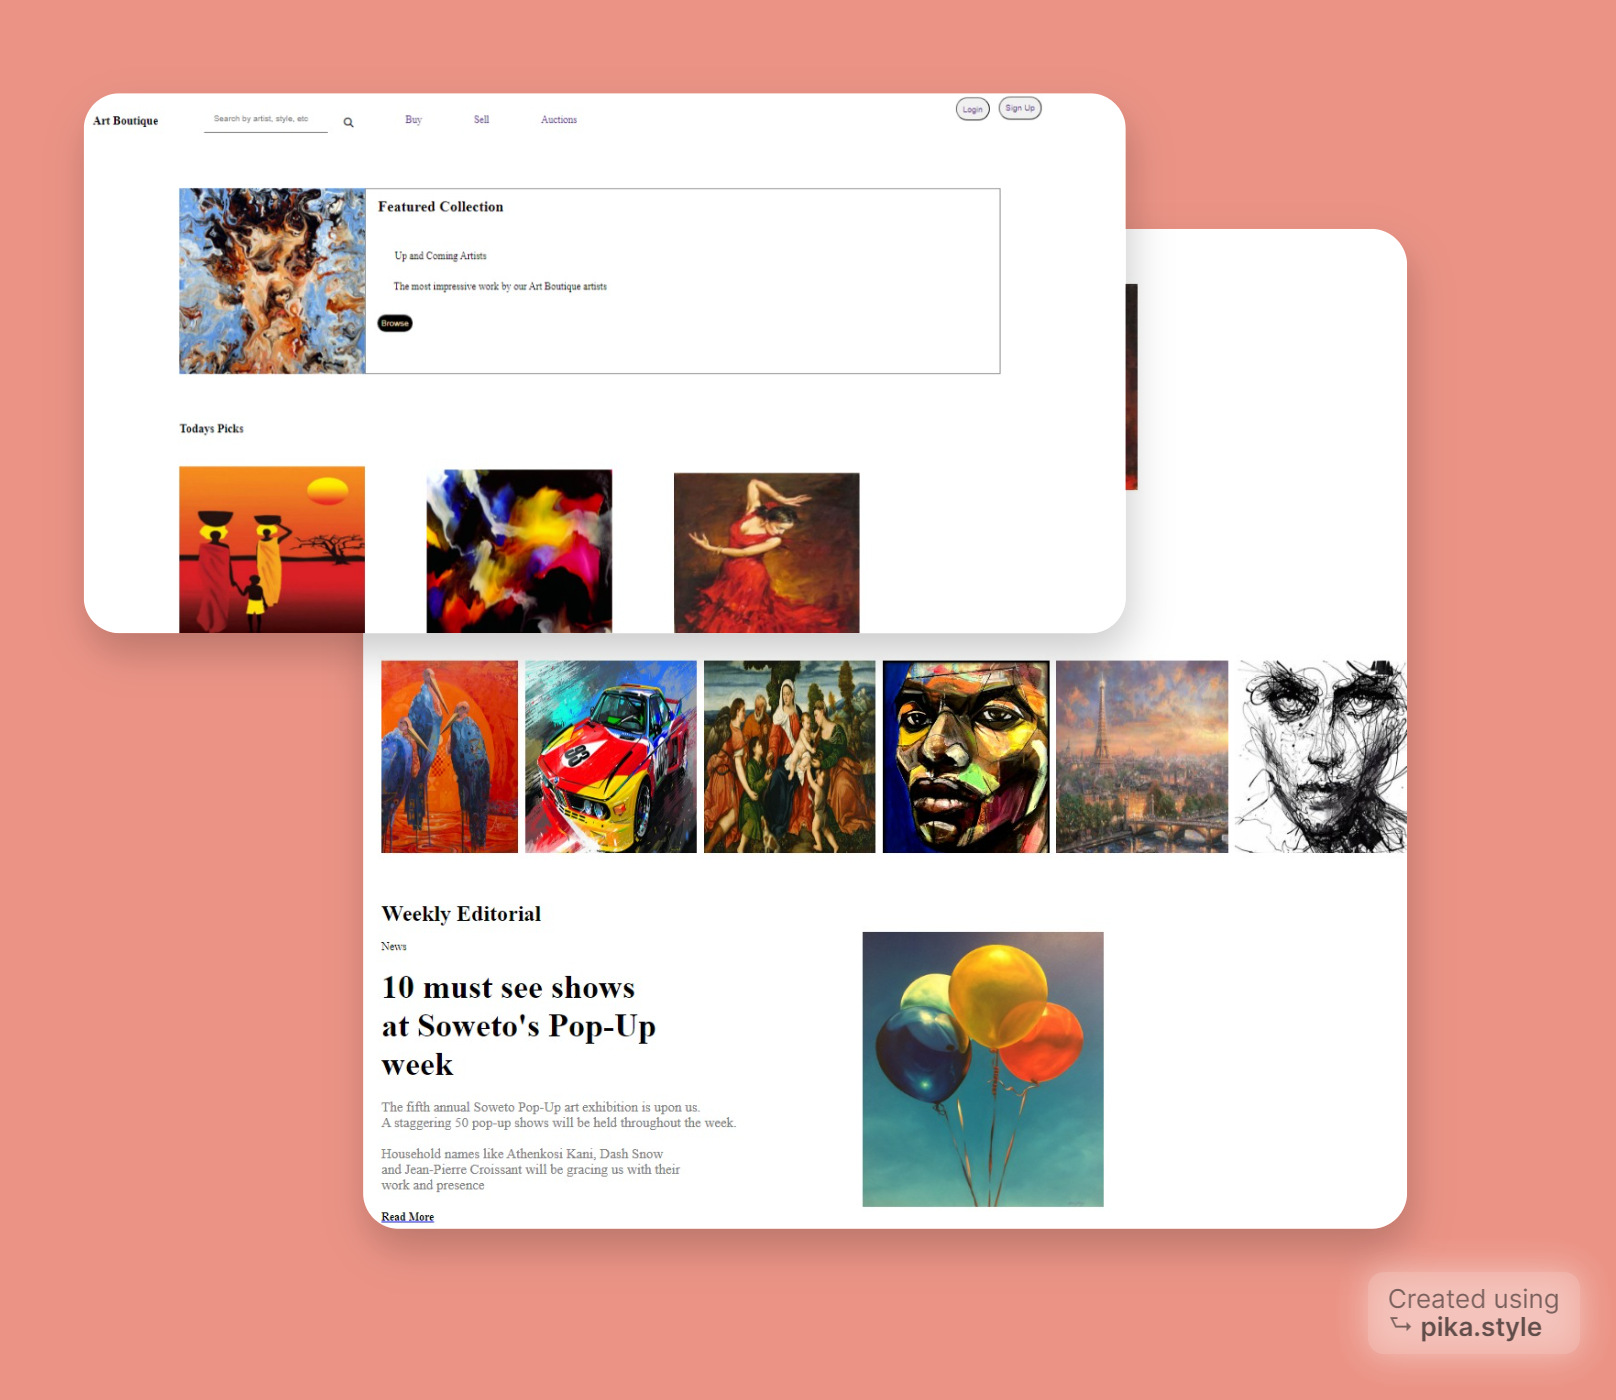 Art Boutique
Search by artist, style, etc
Buy
Sell
Auctions
Login
Sign Up
Featured Collection
Up and Coming Artists
The most impressive work by our Art Boutique artists
Browse
Todays Picks
Weekly Editorial
News
10 must see shows
at Soweto's Pop-Up
week
The fifth annual Soweto Pop-Up art exhibition is upon us.
A staggering 50 pop-up shows will be held throughout the week.
Household names like Athenkosi Kani, Dash Snow
and Jean-Pierre Croissant will be gracing us with their
work and presence
Read More
Created using
pika.style